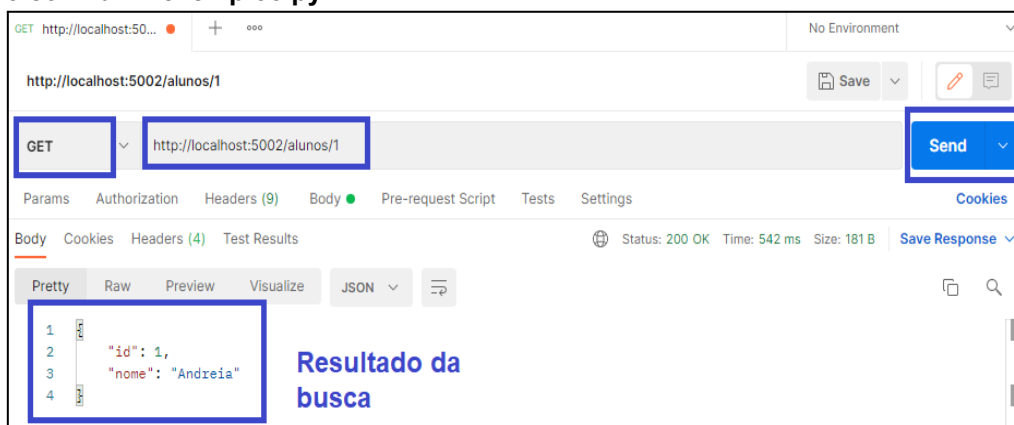 GET http://localhost:50... + ooo No Environment
http://localhost:5002/alunos/1 Save
GET http://localhost:5002/alunos/1 Send
Params Authorization Headers (9) Body Pre-request Script Tests Settings Cookies
Body Cookies Headers (4) Test Results Status: 200 OK Time: 542 ms Size: 181 B Save Response
Pretty Raw Preview Visualize JSON
1 {
2 "id": 1,
3 "nome": "Andreia"
4 }
Resultado da
busca